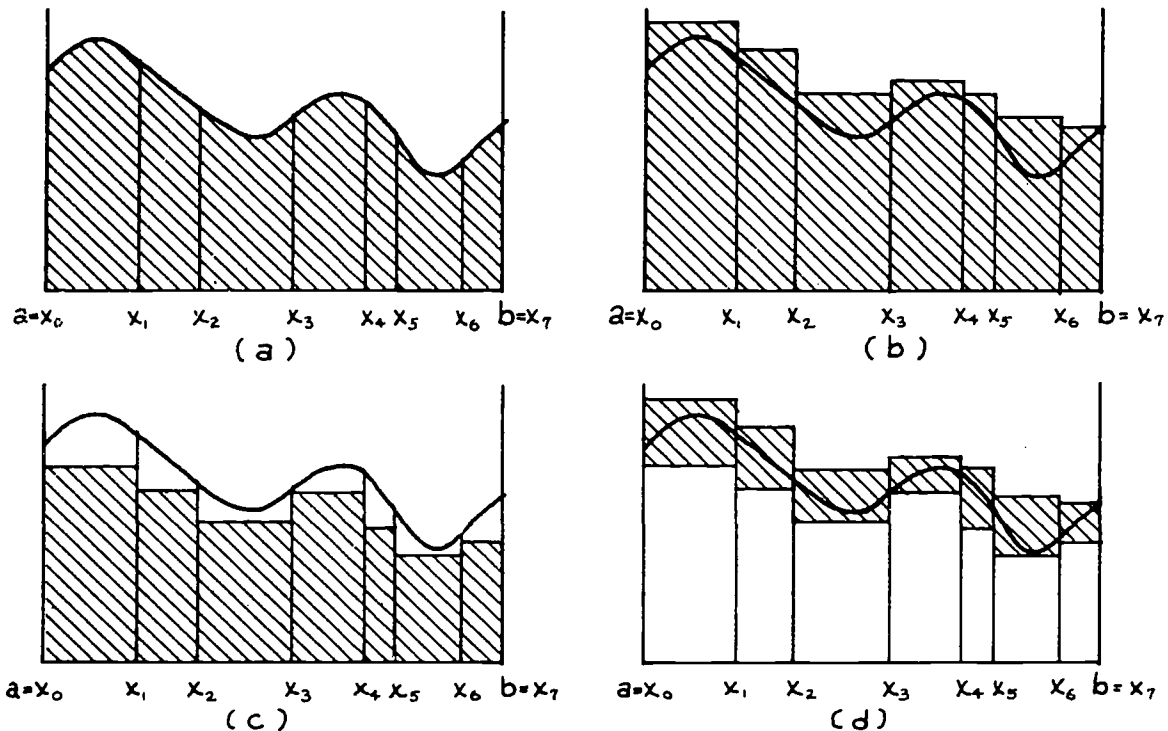 a=x₀ x₁ x₂ x₃ x₄ x₅ x₆ b=x₇
(a)
a=x₀ x₁ x₂ x₃ x₄ x₅ x₆ b=x₇
(b)
a=x₀ x₁ x₂ x₃ x₄ x₅ x₆ b=x₇
(c)
a=x₀ x₁ x₂ x₃ x₄ x₅ x₆ b=x₇
(d)